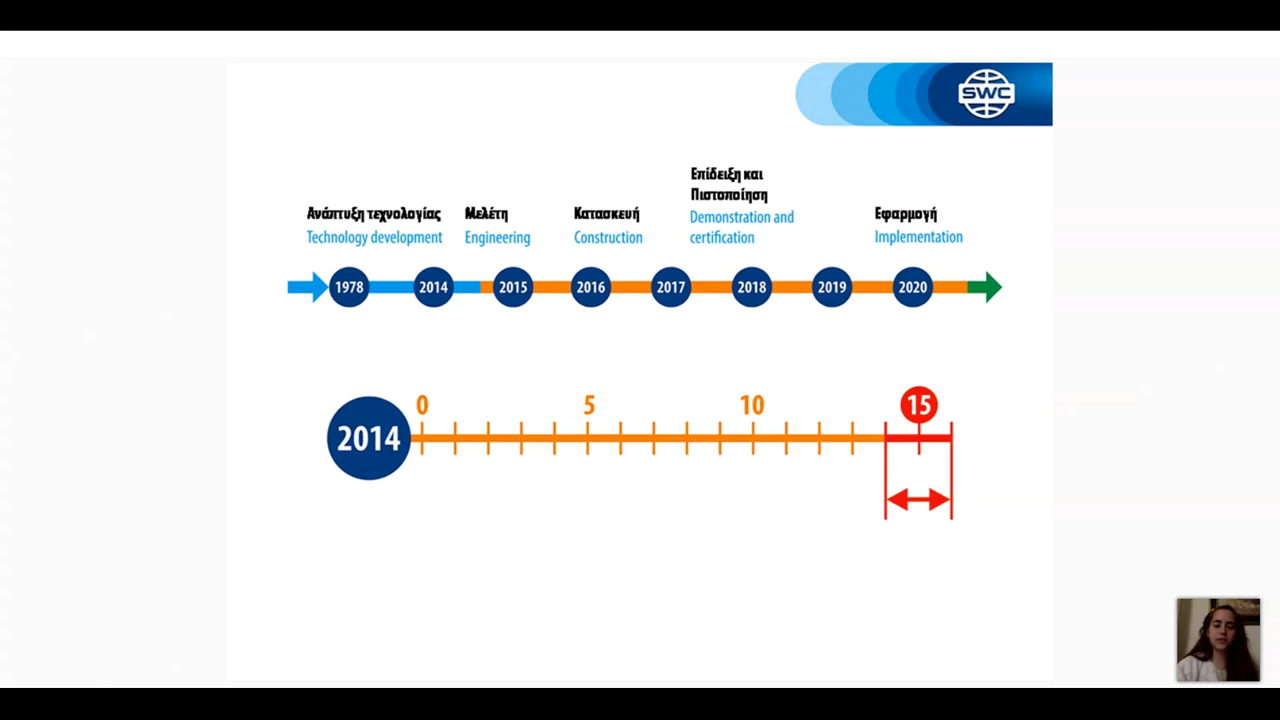 SWC
Επίδειξη και
Πιστοποίηση
Demonstration and
certification
Ανάπτυξη τεχνολογίας
Technology development
Μελέτη
Engineering
Κατασκευή
Construction
Εφαρμογή
Implementation
1978 2014 2015 2016 2017 2018 2019 2020
0 5 10 15
2014